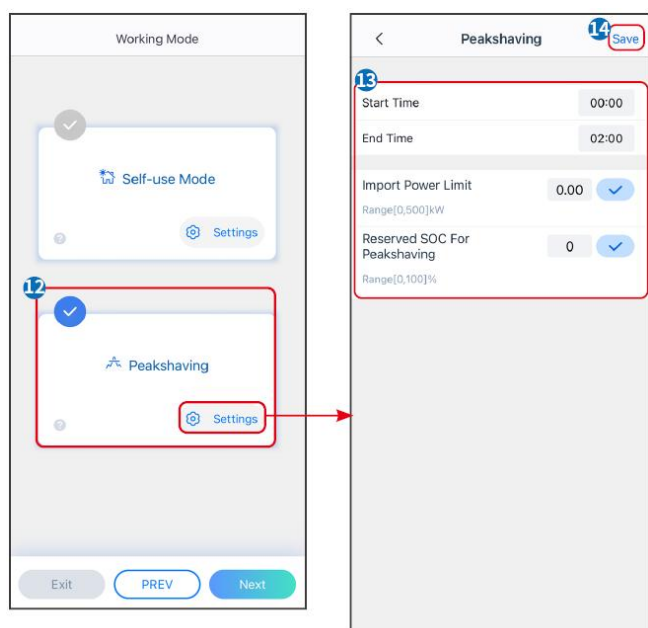 Working Mode
Self-use Mode
Settings
12
Peakshaving
Settings
Exit
PREV
Next
14
Peakshaving
Save
13
Start Time
00:00
End Time
02:00
Import Power Limit
0.00
Range[0,500]kW
Reserved SOC For
Peakshaving
0
Range[0,100]%